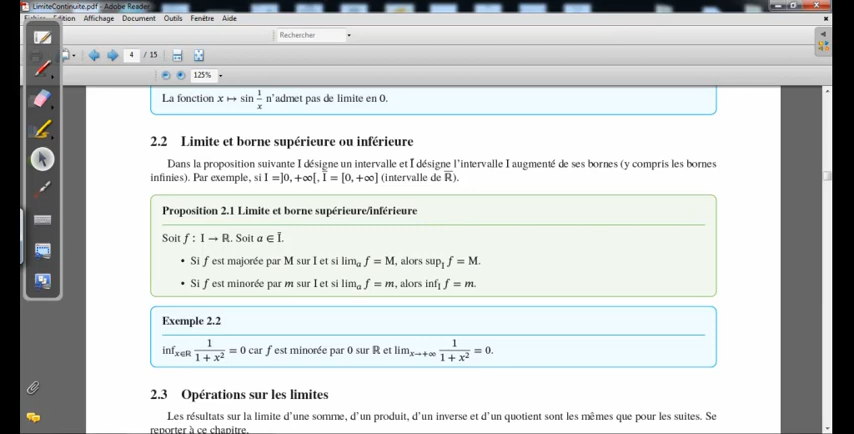 LimiteContinuite.pdf - Adobe Reader
Fichier Edition Affichage Document Outils Fenêtre Aide
Rechercher
4 / 15
125%
La fonction x ↦ sin 1/x n'admet pas de limite en 0.
2.2 Limite et borne supérieure ou inférieure
Dans la proposition suivante I désigne un intervalle et Ī désigne l'intervalle I augmenté de ses bornes (y compris les bornes
infinies). Par exemple, si I =]0, +∞[, Ī = [0, +∞] (intervalle de ℝ̅).
Proposition 2.1 Limite et borne supérieure/inférieure
Soit f : I → ℝ. Soit a ∈ Ī.
• Si f est majorée par M sur I et si lim_a f = M, alors sup_I f = M.
• Si f est minorée par m sur I et si lim_a f = m, alors inf_I f = m.
Exemple 2.2
inf_{x∈ℝ} 1/(1 + x²) = 0 car f est minorée par 0 sur ℝ et lim_{x→+∞} 1/(1 + x²) = 0.
2.3 Opérations sur les limites
Les résultats sur la limite d'une somme, d'un produit, d'un inverse et d'un quotient sont les mêmes que pour les suites. Se
reporter à ce chapitre.